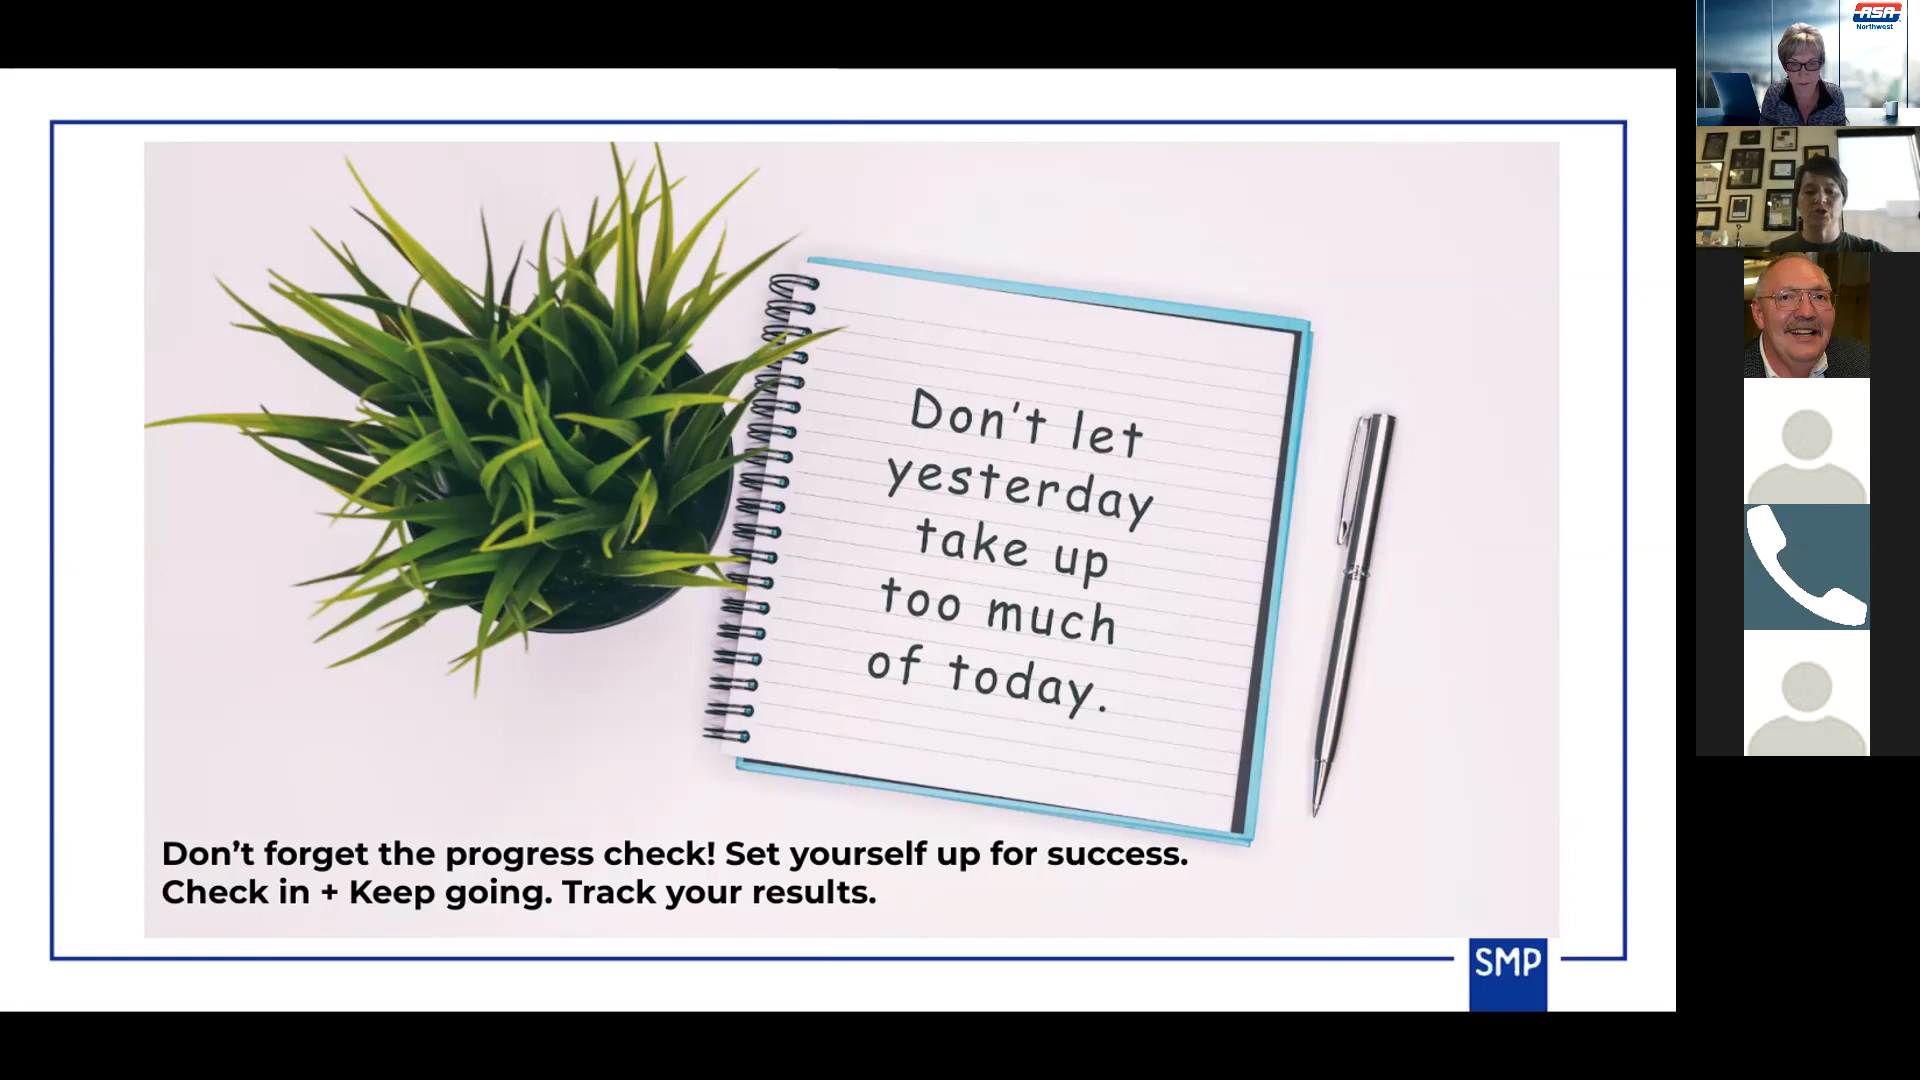 ASA
Northwest
Don't let
yesterday
take up
too much
of today.
Don’t forget the progress check! Set yourself up for success.
Check in + Keep going. Track your results.
SMP